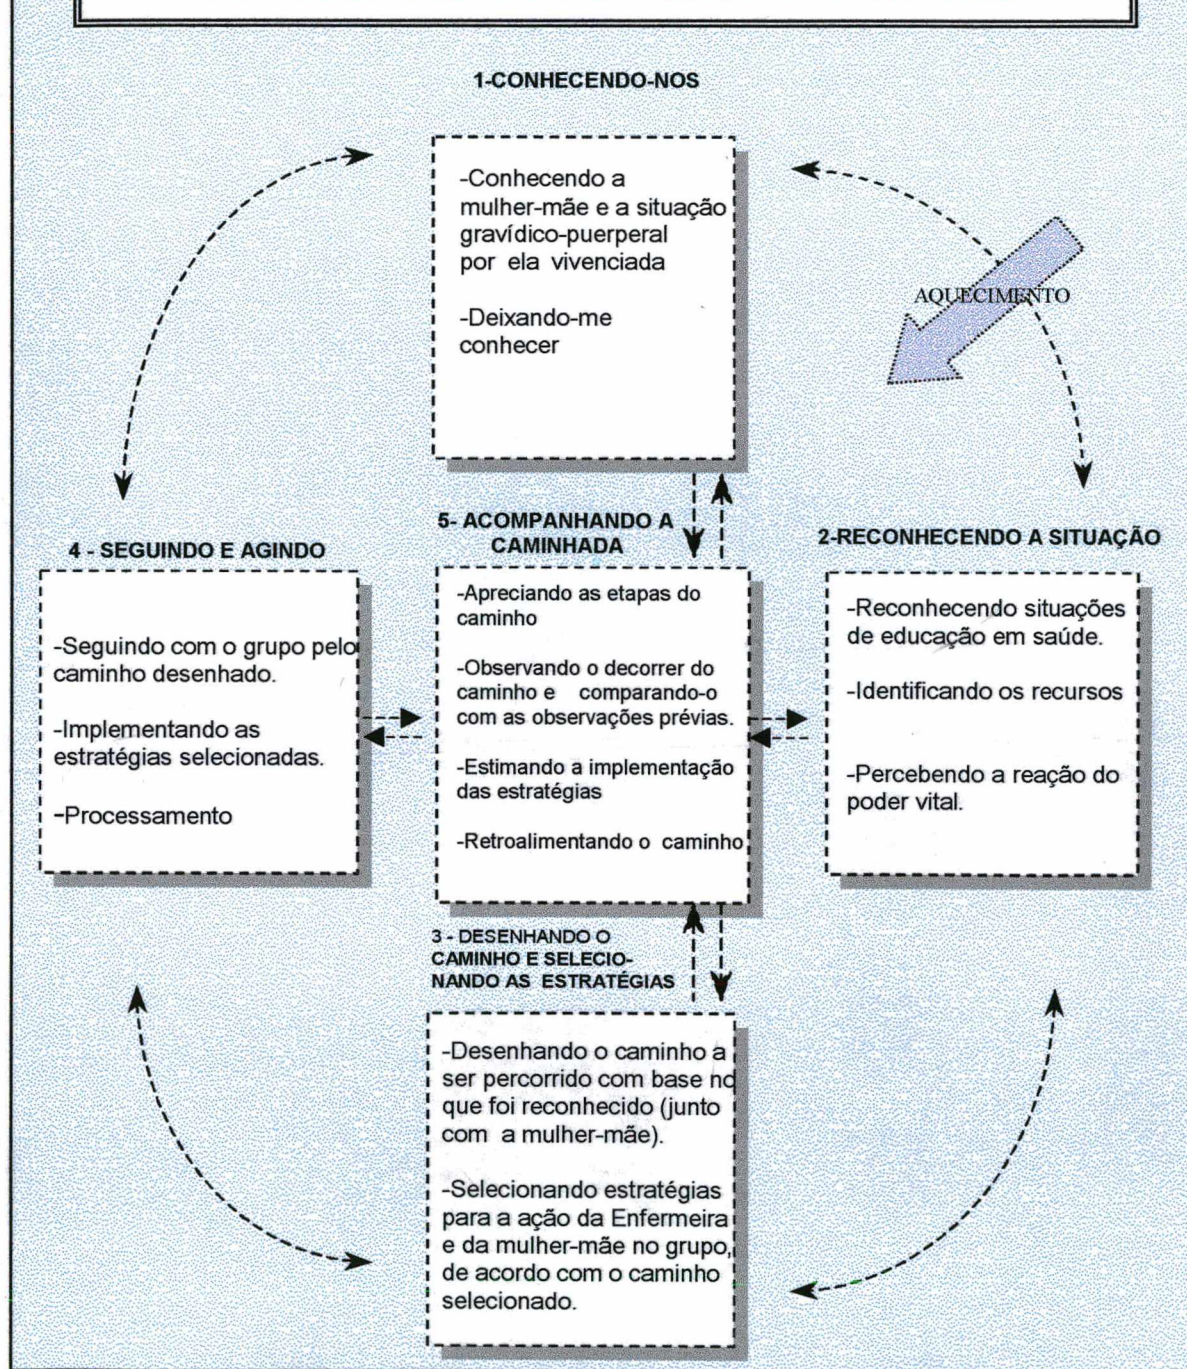 1-CONHECENDO-NOS
-Conhecendo a
mulher-mãe e a situação
gravídico-puerperal
por ela vivenciada
-Deixando-me
conhecer
AQUECIMENTO
2-RECONHECENDO A SITUAÇÃO
-Reconhecendo situações
de educação em saúde.
-Identificando os recursos
-Percebendo a reação do
poder vital.
3 - DESENHANDO O
CAMINHO E SELECIO-
NANDO AS ESTRATÉGIAS
-Desenhando o caminho a
ser percorrido com base no
que foi reconhecido (junto
com a mulher-mãe).
-Selecionando estratégias
para a ação da Enfermeira
e da mulher-mãe no grupo,
de acordo com o caminho
selecionado.
4 - SEGUINDO E AGINDO
-Seguindo com o grupo pelo
caminho desenhado.
-Implementando as
estratégias selecionadas.
-Processamento
5- ACOMPANHANDO A
CAMINHADA
-Apreciando as etapas do
caminho
-Observando o decorrer do
caminho e comparando-o
com as observações prévias.
-Estimando a implementação
das estratégias
-Retroalimentando o caminho